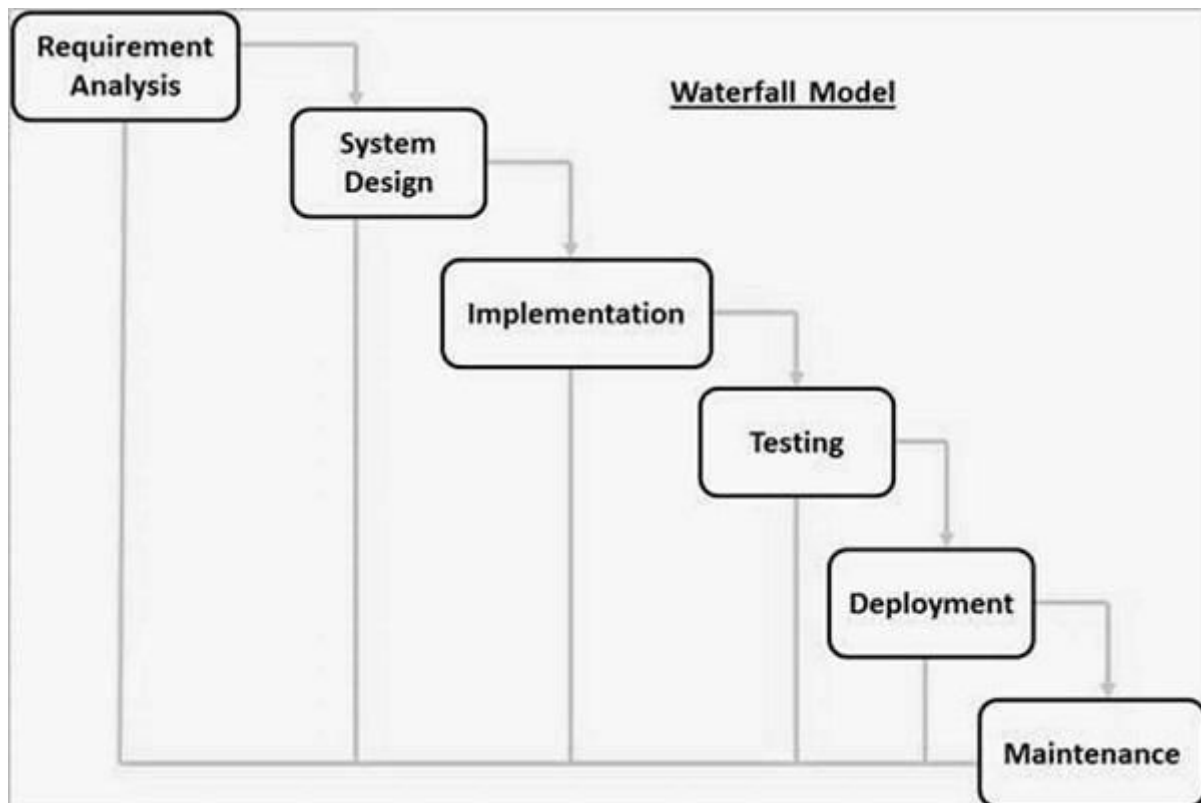 Requirement
Analysis
Waterfall Model
System
Design
Implementation
Testing
Deployment
Maintenance